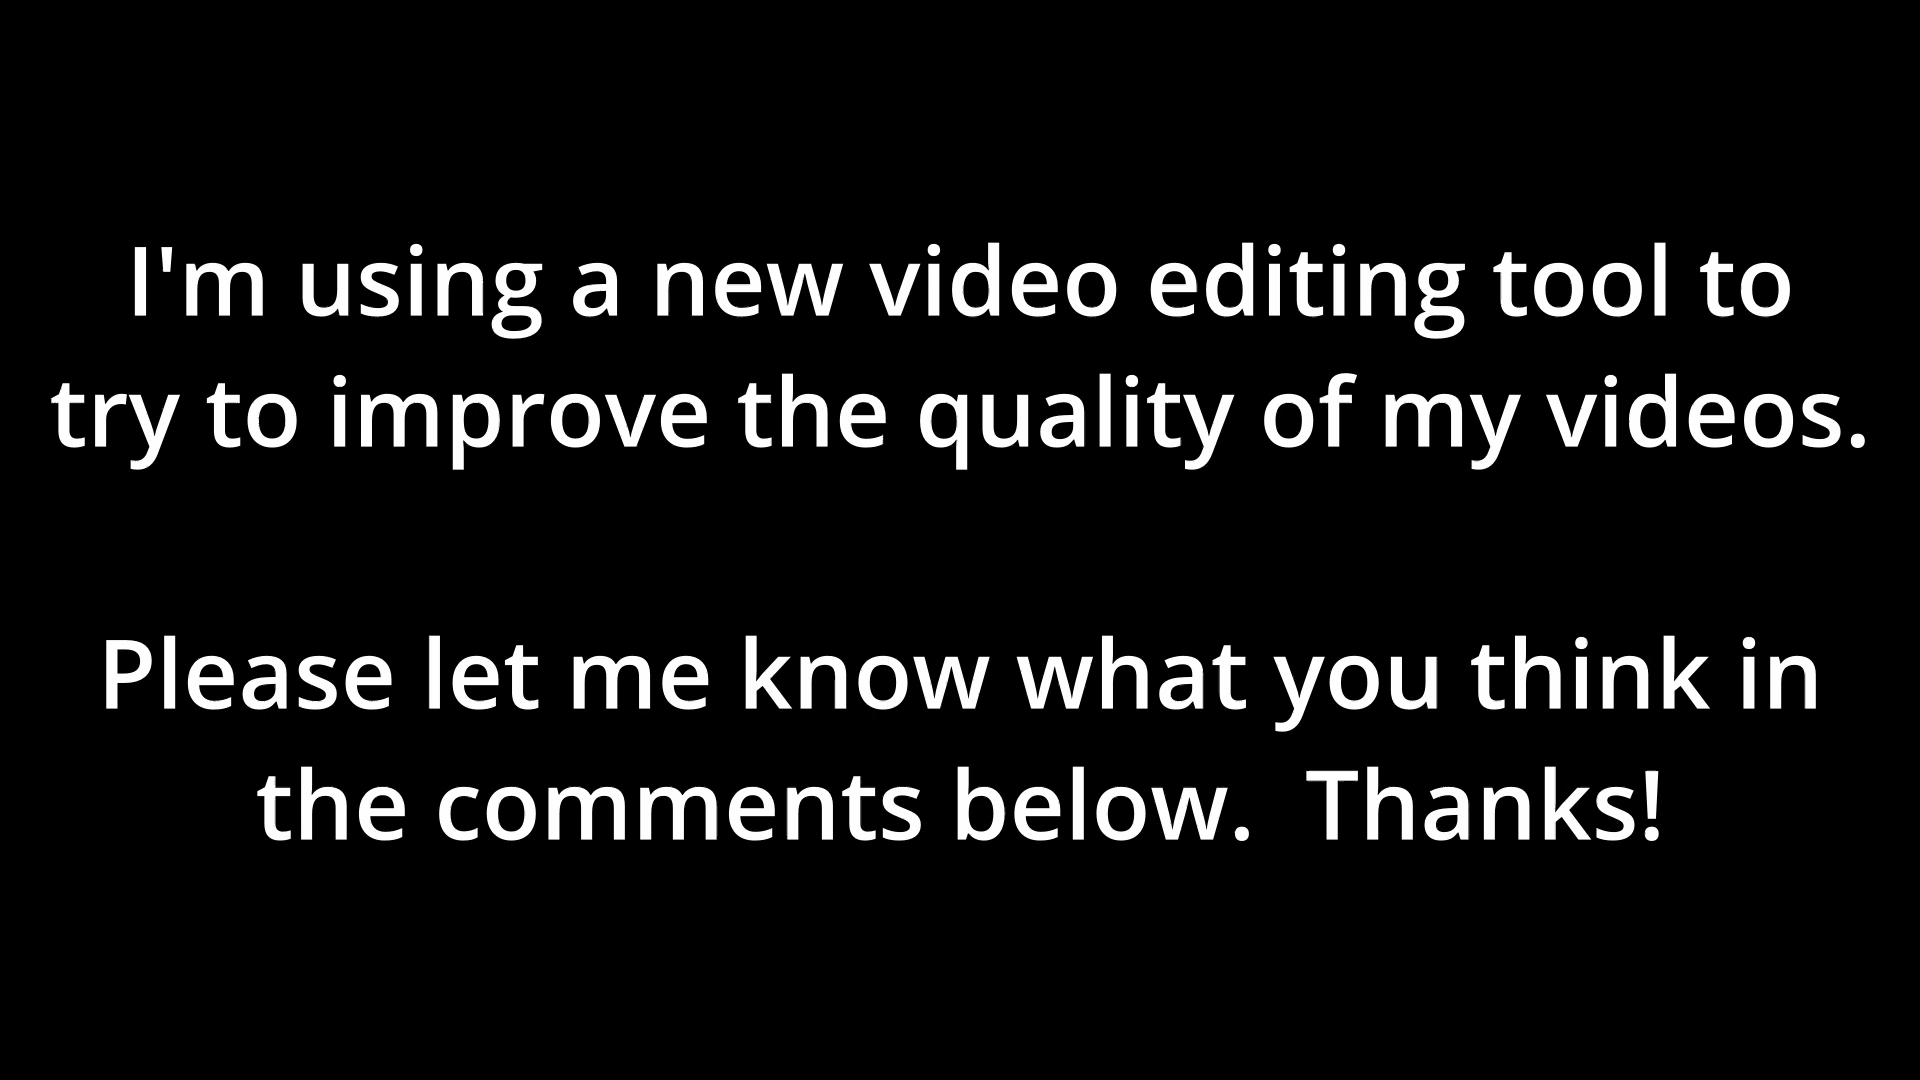 I'm using a new video editing tool to
try to improve the quality of my videos.
Please let me know what you think in
the comments below.  Thanks!